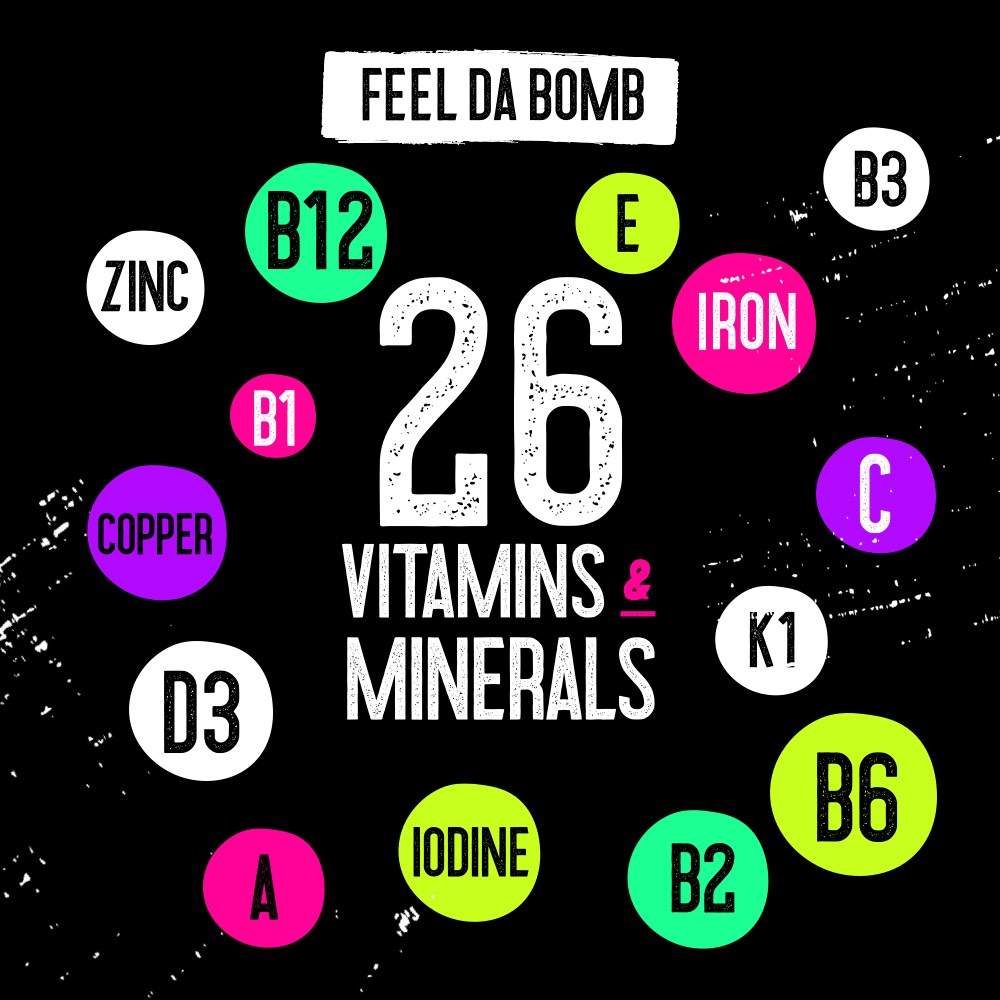 FEEL DA BOMB
B3
B12
E
ZINC
IRON
26
B1
C
COPPER
VITAMINS &
K1
MINERALS
D3
B6
IODINE
B2
A